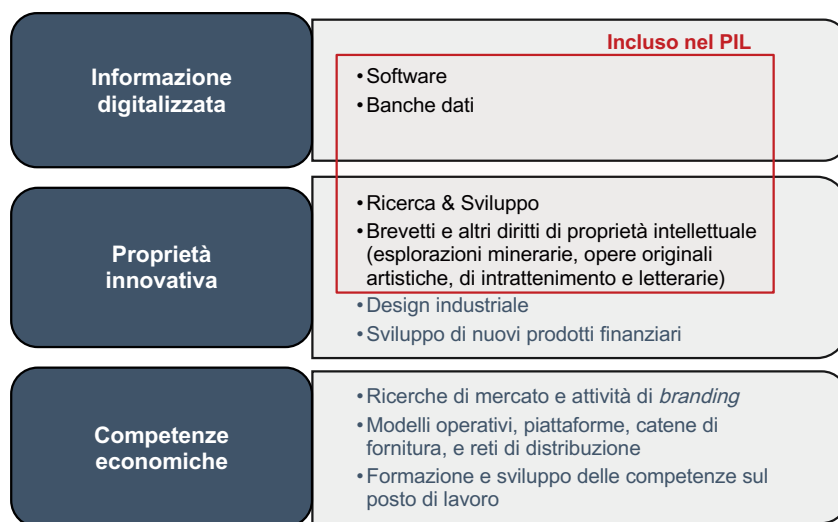 Incluso nel PIL
Informazione
digitalizzata
•Software
•Banche dati
Proprietà
innovativa
•Ricerca & Sviluppo
•Brevetti e altri diritti di proprietà intellettuale
(esplorazioni minerarie, opere originali
artistiche, di intrattenimento e letterarie)
•Design industriale
•Sviluppo di nuovi prodotti finanziari
Competenze
economiche
•Ricerche di mercato e attività di branding
•Modelli operativi, piattaforme, catene di
fornitura, e reti di distribuzione
•Formazione e sviluppo delle competenze sul
posto di lavoro